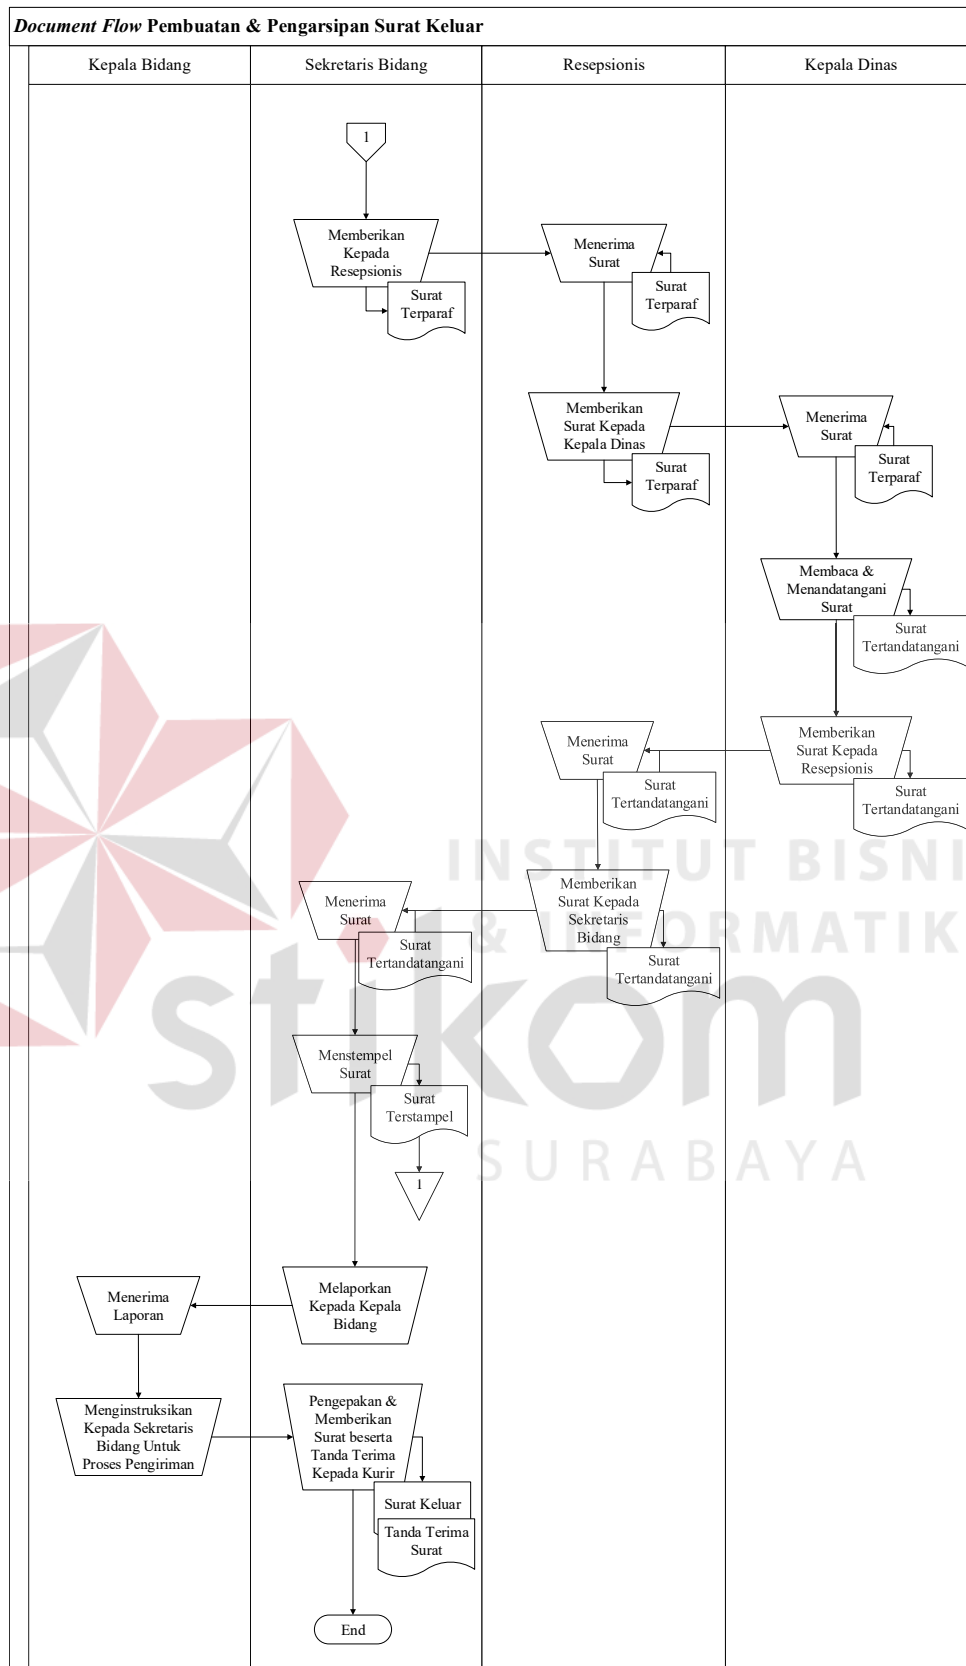 Document Flow Pembuatan & Pengarsipan Surat Keluar
Kepala Bidang
Sekretaris Bidang
Resepsionis
Kepala Dinas
1
Memberikan
Kepada
Resepsionis
Surat
Terparaf
Menerima
Surat
Surat
Terparaf
Memberikan
Surat Kepada
Kepala Dinas
Surat
Terparaf
Menerima
Surat
Surat
Terparaf
Membaca &
Menandatangani
Surat
Surat
Tertandatangani
Memberikan
Surat Kepada
Resepsionis
Surat
Tertandatangani
Menerima
Surat
Surat
Tertandatangani
Memberikan
Surat Kepada
Sekretaris
Bidang
Surat
Tertandatangani
Menerima
Surat
Surat
Tertandatangani
Menstempel
Surat
Surat
Terstampel
1
Melaporkan
Kepada Kepala
Bidang
Menerima
Laporan
Menginstruksikan
Kepada Sekretaris
Bidang Untuk
Proses Pengiriman
Pengepakan &
Memberikan
Surat beserta
Tanda Terima
Kepada Kurir
Surat Keluar
Tanda Terima
Surat
End
INSTITUT BISNI
& INFORMATIK
stikom
SURABAYA